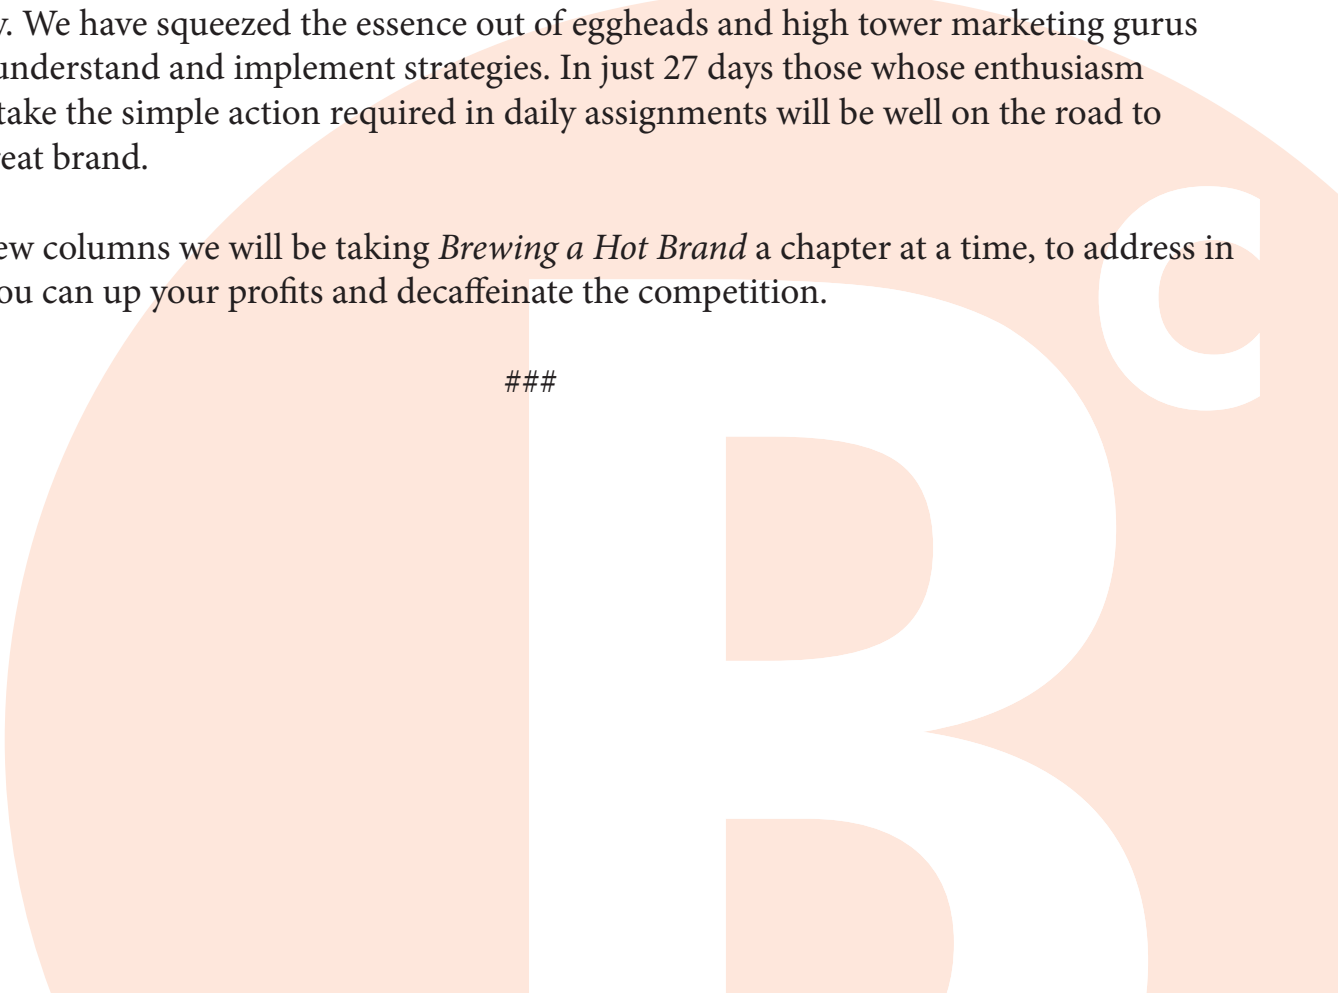 y. We have squeezed the essence out of eggheads and high tower marketing gurus
understand and implement strategies. In just 27 days those whose enthusiasm
take the simple action required in daily assignments will be well on the road to
reat brand.
ew columns we will be taking Brewing a Hot Brand a chapter at a time, to address in
ou can up your profits and decaffeinate the competition.
###
B
c